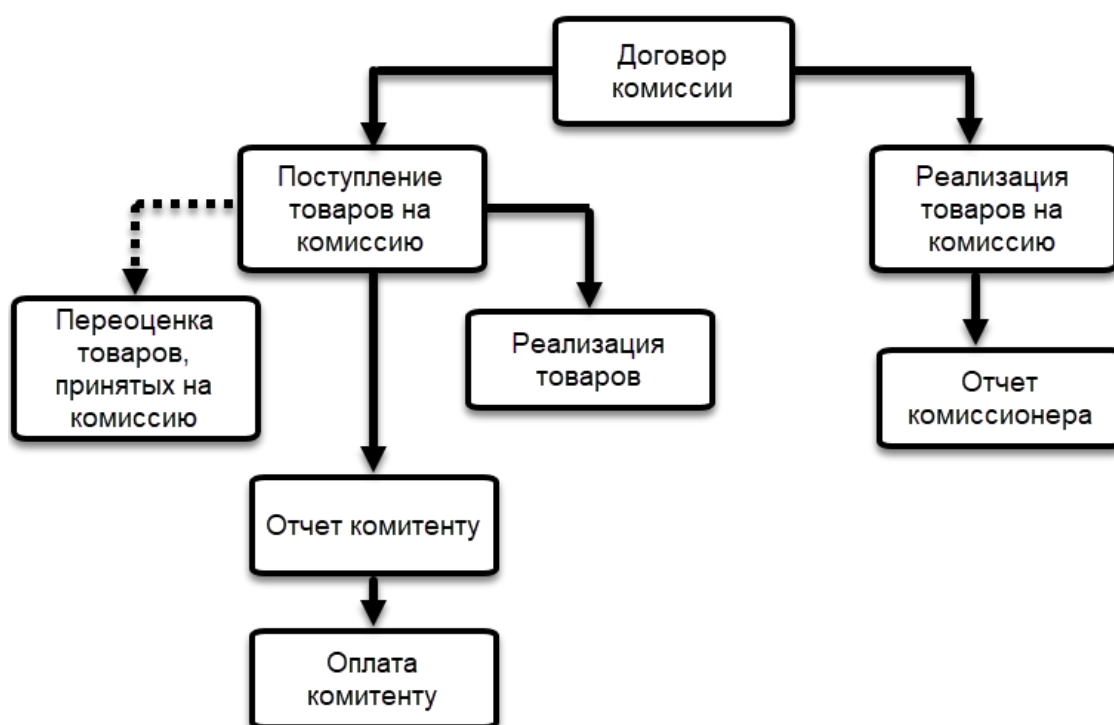 Договор
комиссии
Поступление
товаров на
комиссию
Реализация
товаров на
комиссию
Переоценка
товаров,
принятых на
комиссию
Реализация
товаров
Отчет
комиссионера
Отчет комитенту
Оплата
комитенту